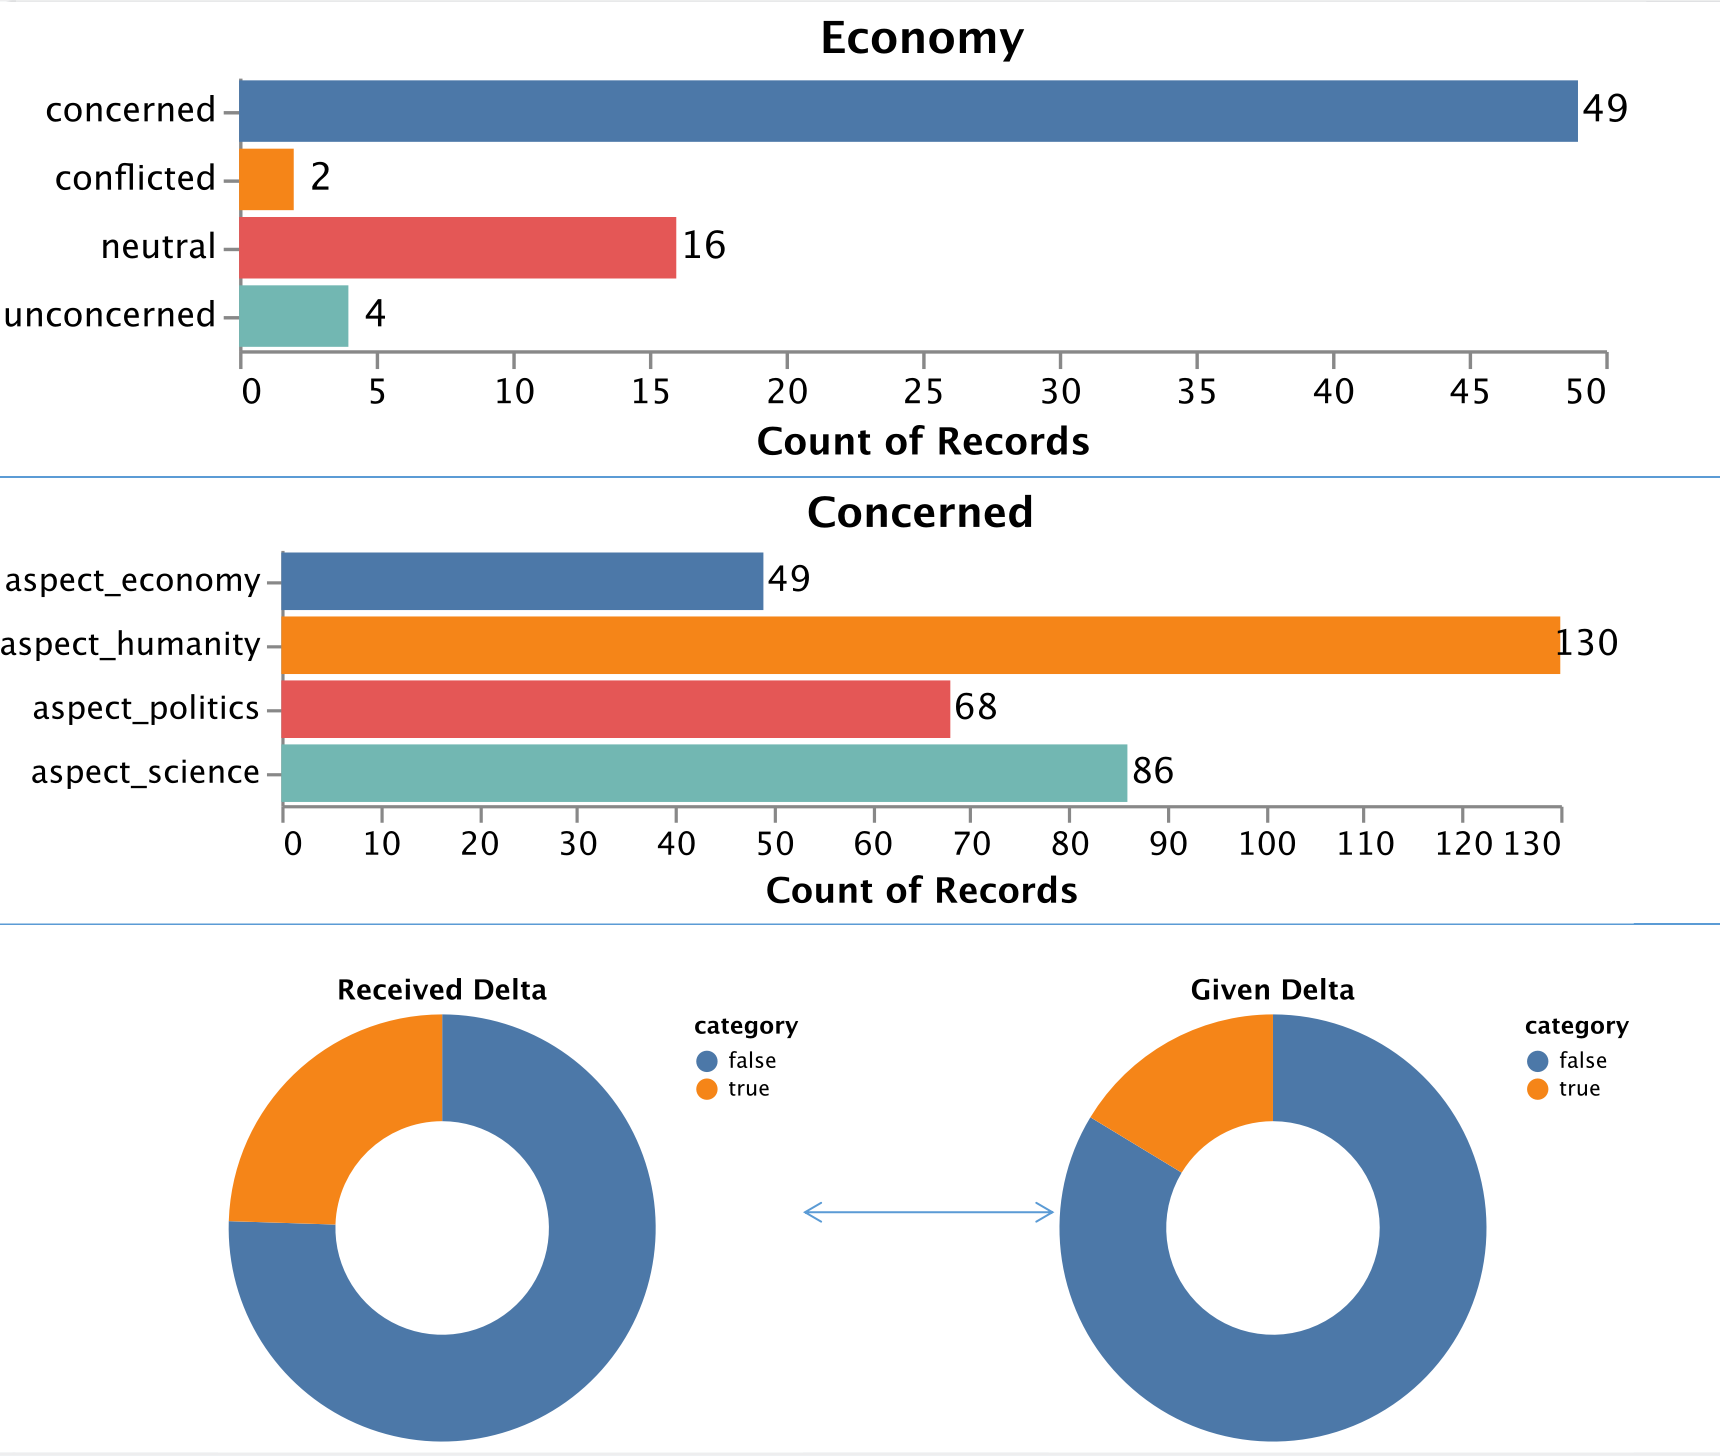 Economy
concerned 49
conflicted 2
neutral 16
unconcerned 4
0 5 10 15 20 25 30 35 40 45 50
Count of Records
Concerned
aspect_economy 49
aspect_humanity 130
aspect_politics 68
aspect_science 86
0 10 20 30 40 50 60 70 80 90 100 110 120 130
Count of Records
Received Delta
category
false
true
Given Delta
category
false
true